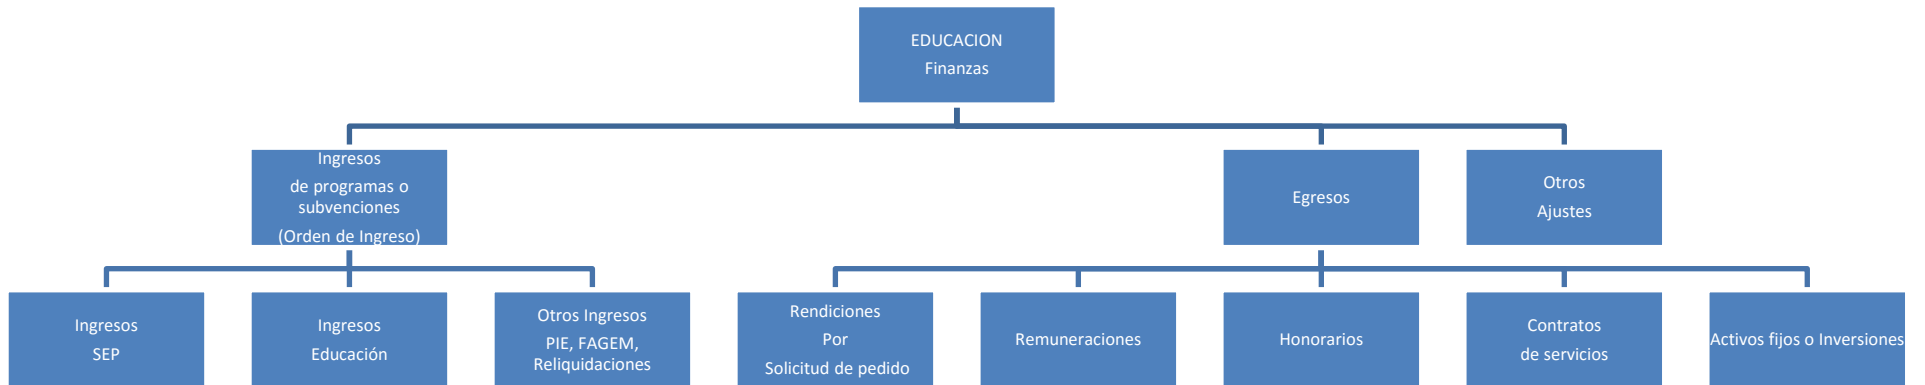 EDUCACION
Finanzas
Ingresos
de programas o
subvenciones
(Orden de Ingreso)
Egresos
Otros
Ajustes
Ingresos
SEP
Ingresos
Educación
Otros Ingresos
PIE, FAGEM,
Reliquidaciones
Rendiciones
Por
Solicitud de pedido
Remuneraciones
Honorarios
Contratos
de servicios
Activos fijos o Inversiones